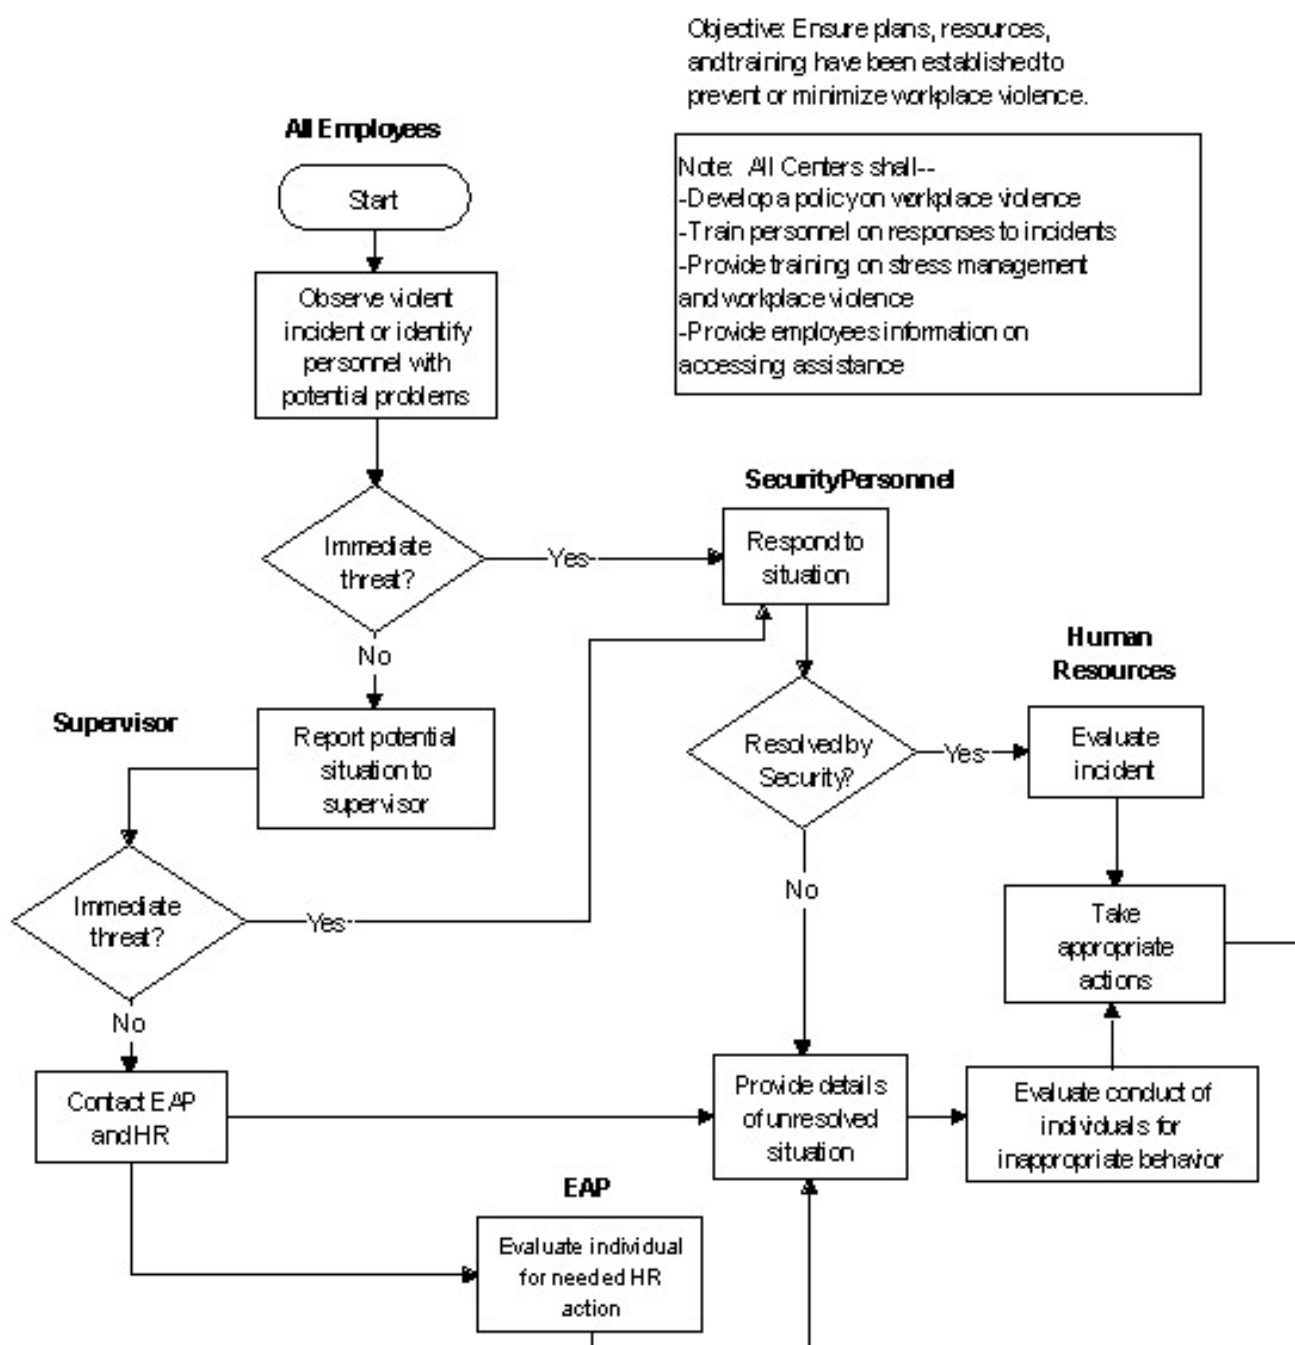 Objective: Ensure plans, resources,
and training have been established to
prevent or minimize workplace violence.
All Employees
Note: All Centers shall--
-Develop a policy on workplace violence
-Train personnel on responses to incidents
-Provide training on stress management
and workplace violence
-Provide employees information on
accessing assistance
Start
Observe violent
incident or identify
personnel with
potential problems
Security Personnel
Immediate
threat?
Yes
Respond to
situation
No
Human
Resources
Supervisor
Report potential
situation to
supervisor
Resolved by
Security?
Yes
Evaluate
incident
Immediate
threat?
Yes
No
Take
appropriate
actions
No
Contact EAP
and HR
Provide details
of unresolved
situation
Evaluate conduct of
individuals for
inappropriate behavior
EAP
Evaluate individual
for needed HR
action